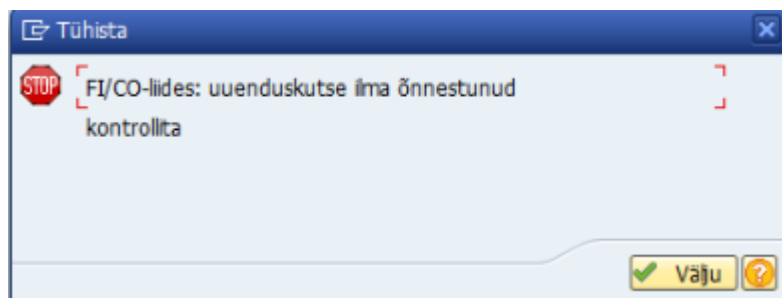 Tühista
STOP
FI/CO-liides: uuenduskutse ilma õnnestunud
kontrollita
Välju